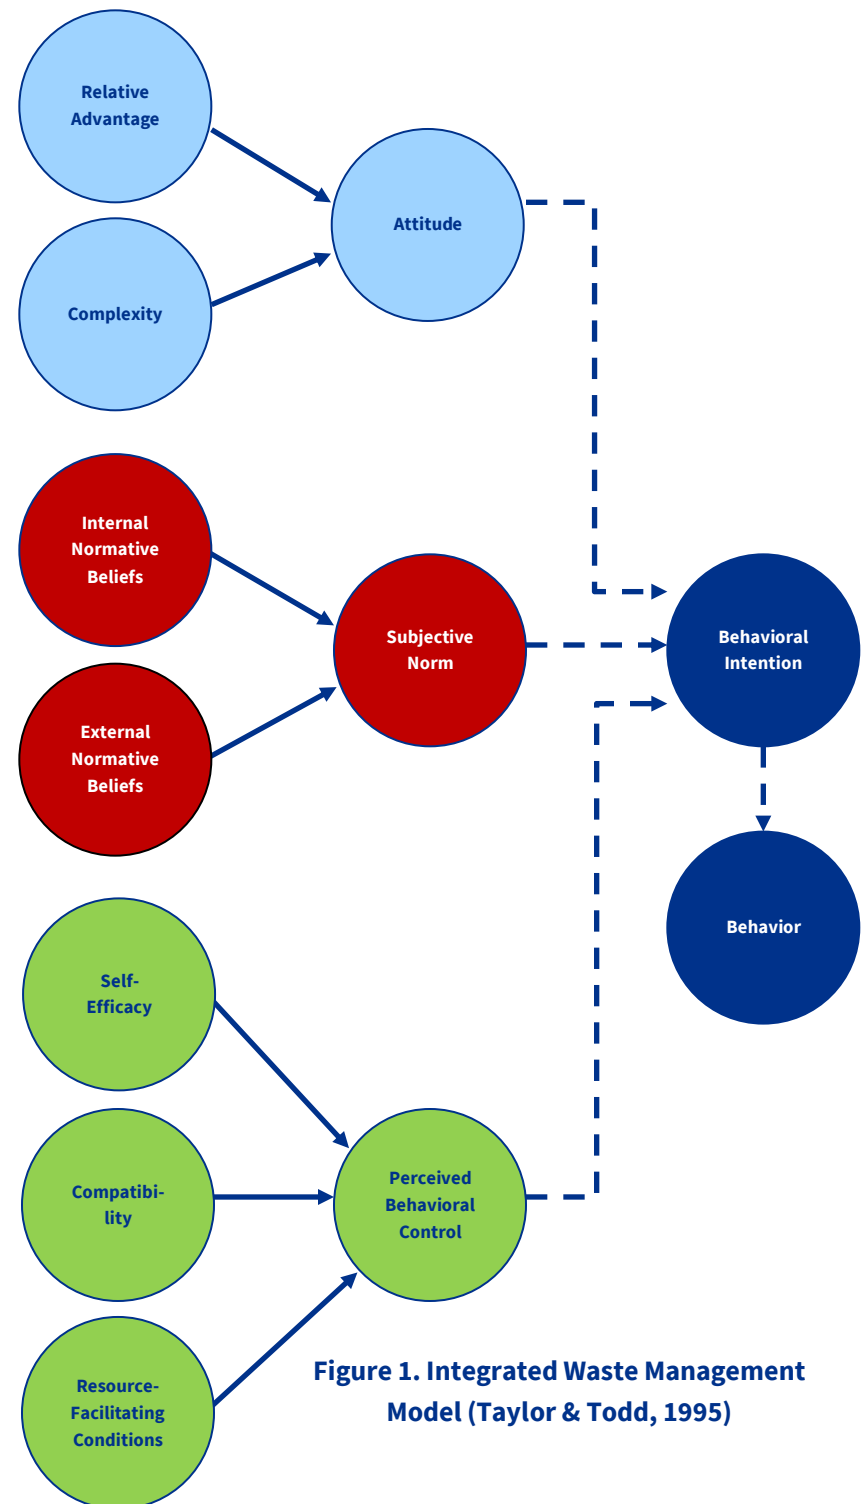 Relative
Advantage
Attitude
Complexity
Internal
Normative
Beliefs
Subjective
Norm
Behavioral
Intention
External
Normative
Beliefs
Behavior
Self-
Efficacy
Compatibi-
lity
Perceived
Behavioral
Control
Resource-
Facilitating
Conditions
Figure 1. Integrated Waste Management
Model (Taylor & Todd, 1995)